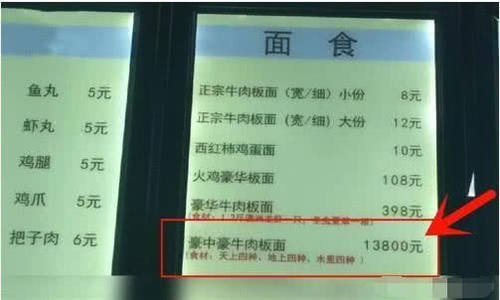 鱼丸 5元
虾丸 5元
鸡腿 5元
鸡爪 5元
把子肉 6元
面食
正宗牛肉板面（宽/细）小份 8元
正宗牛肉板面（宽/细）大份 12元
西红柿鸡蛋面 10元
火鸡豪华板面 108元
豪华牛肉板面 398元
豪中豪牛肉板面 13800元
（食材：天上四种、地上四种、水里四种）